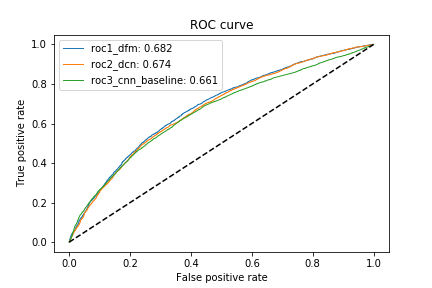 ROC curve
roc1_dfm: 0.682
roc2_dcn: 0.674
roc3_cnn_baseline: 0.661
True positive rate
1.0
0.8
0.6
0.4
0.2
0.0
0.0 0.2 0.4 0.6 0.8 1.0
False positive rate